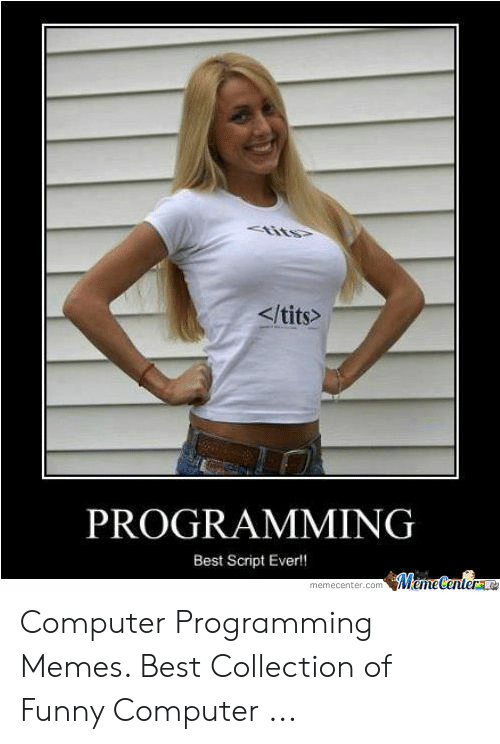 <tits>
</tits>
PROGRAMMING
Best Script Ever!!
memecenter.com MemeCenter
Computer Programming
Memes. Best Collection of
Funny Computer ...